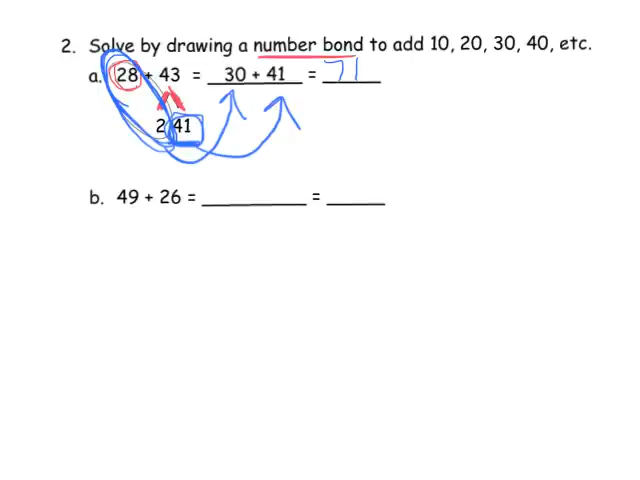 2. Solve by drawing a number bond to add 10, 20, 30, 40, etc.
a. 28 + 43 = 30 + 41 = 71
2 41
b. 49 + 26 = __________ = ______